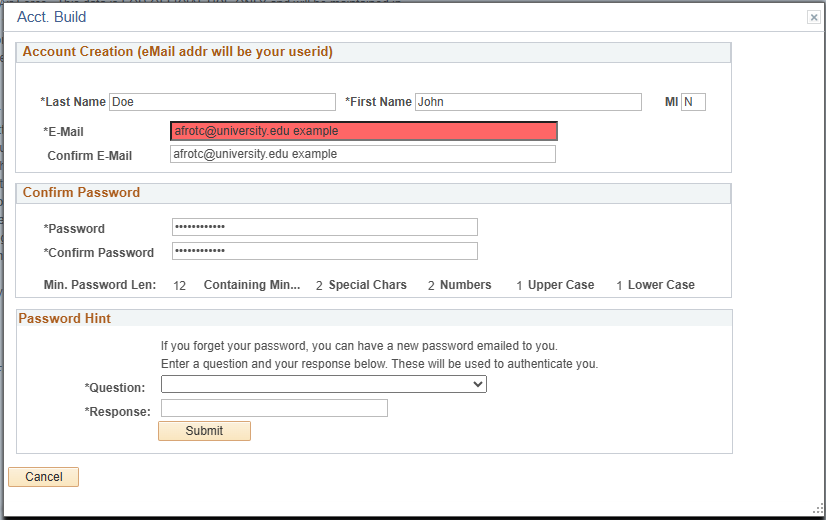 Acct. Build
Account Creation (eMail addr will be your userid)
*Last Name Doe *First Name John MI N
*E-Mail afrotc@university.edu example
Confirm E-Mail afrotc@university.edu example
Confirm Password
*Password ••••••••••••
*Confirm Password ••••••••••••
Min. Password Len: 12 Containing Min... 2 Special Chars 2 Numbers 1 Upper Case 1 Lower Case
Password Hint
If you forget your password, you can have a new password emailed to you.
Enter a question and your response below. These will be used to authenticate you.
*Question:
*Response:
Submit
Cancel